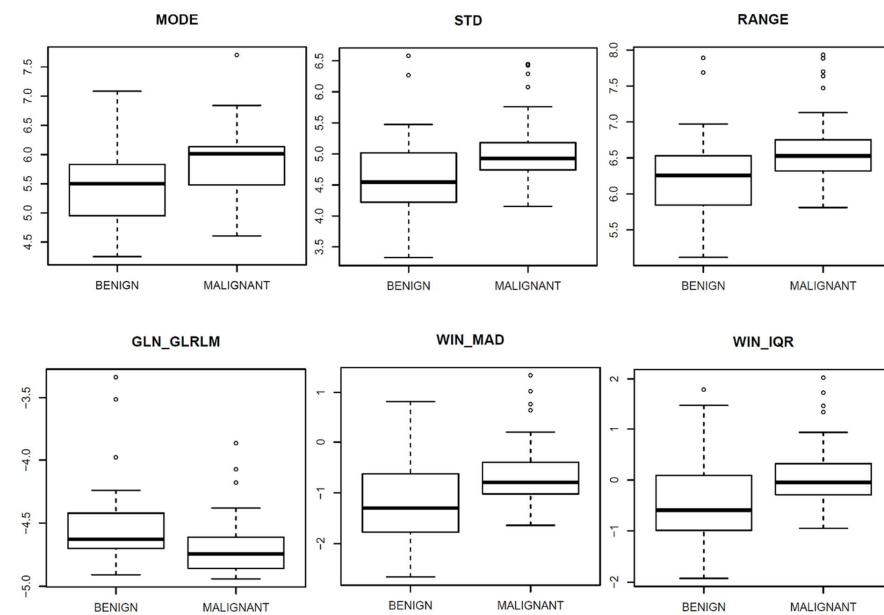 MODE
STD
RANGE
7.5
7.0
6.5
6.0
5.5
5.0
4.5
6.5
6.0
5.5
5.0
4.5
4.0
3.5
8.0
7.5
7.0
6.5
6.0
5.5
BENIGN
MALIGNANT
BENIGN
MALIGNANT
BENIGN
MALIGNANT
GLN_GLRLM
WIN_MAD
WIN_IQR
−3.5
−4.0
−4.5
−5.0
1
0
−1
−2
2
1
0
−1
−2
BENIGN
MALIGNANT
BENIGN
MALIGNANT
BENIGN
MALIGNANT